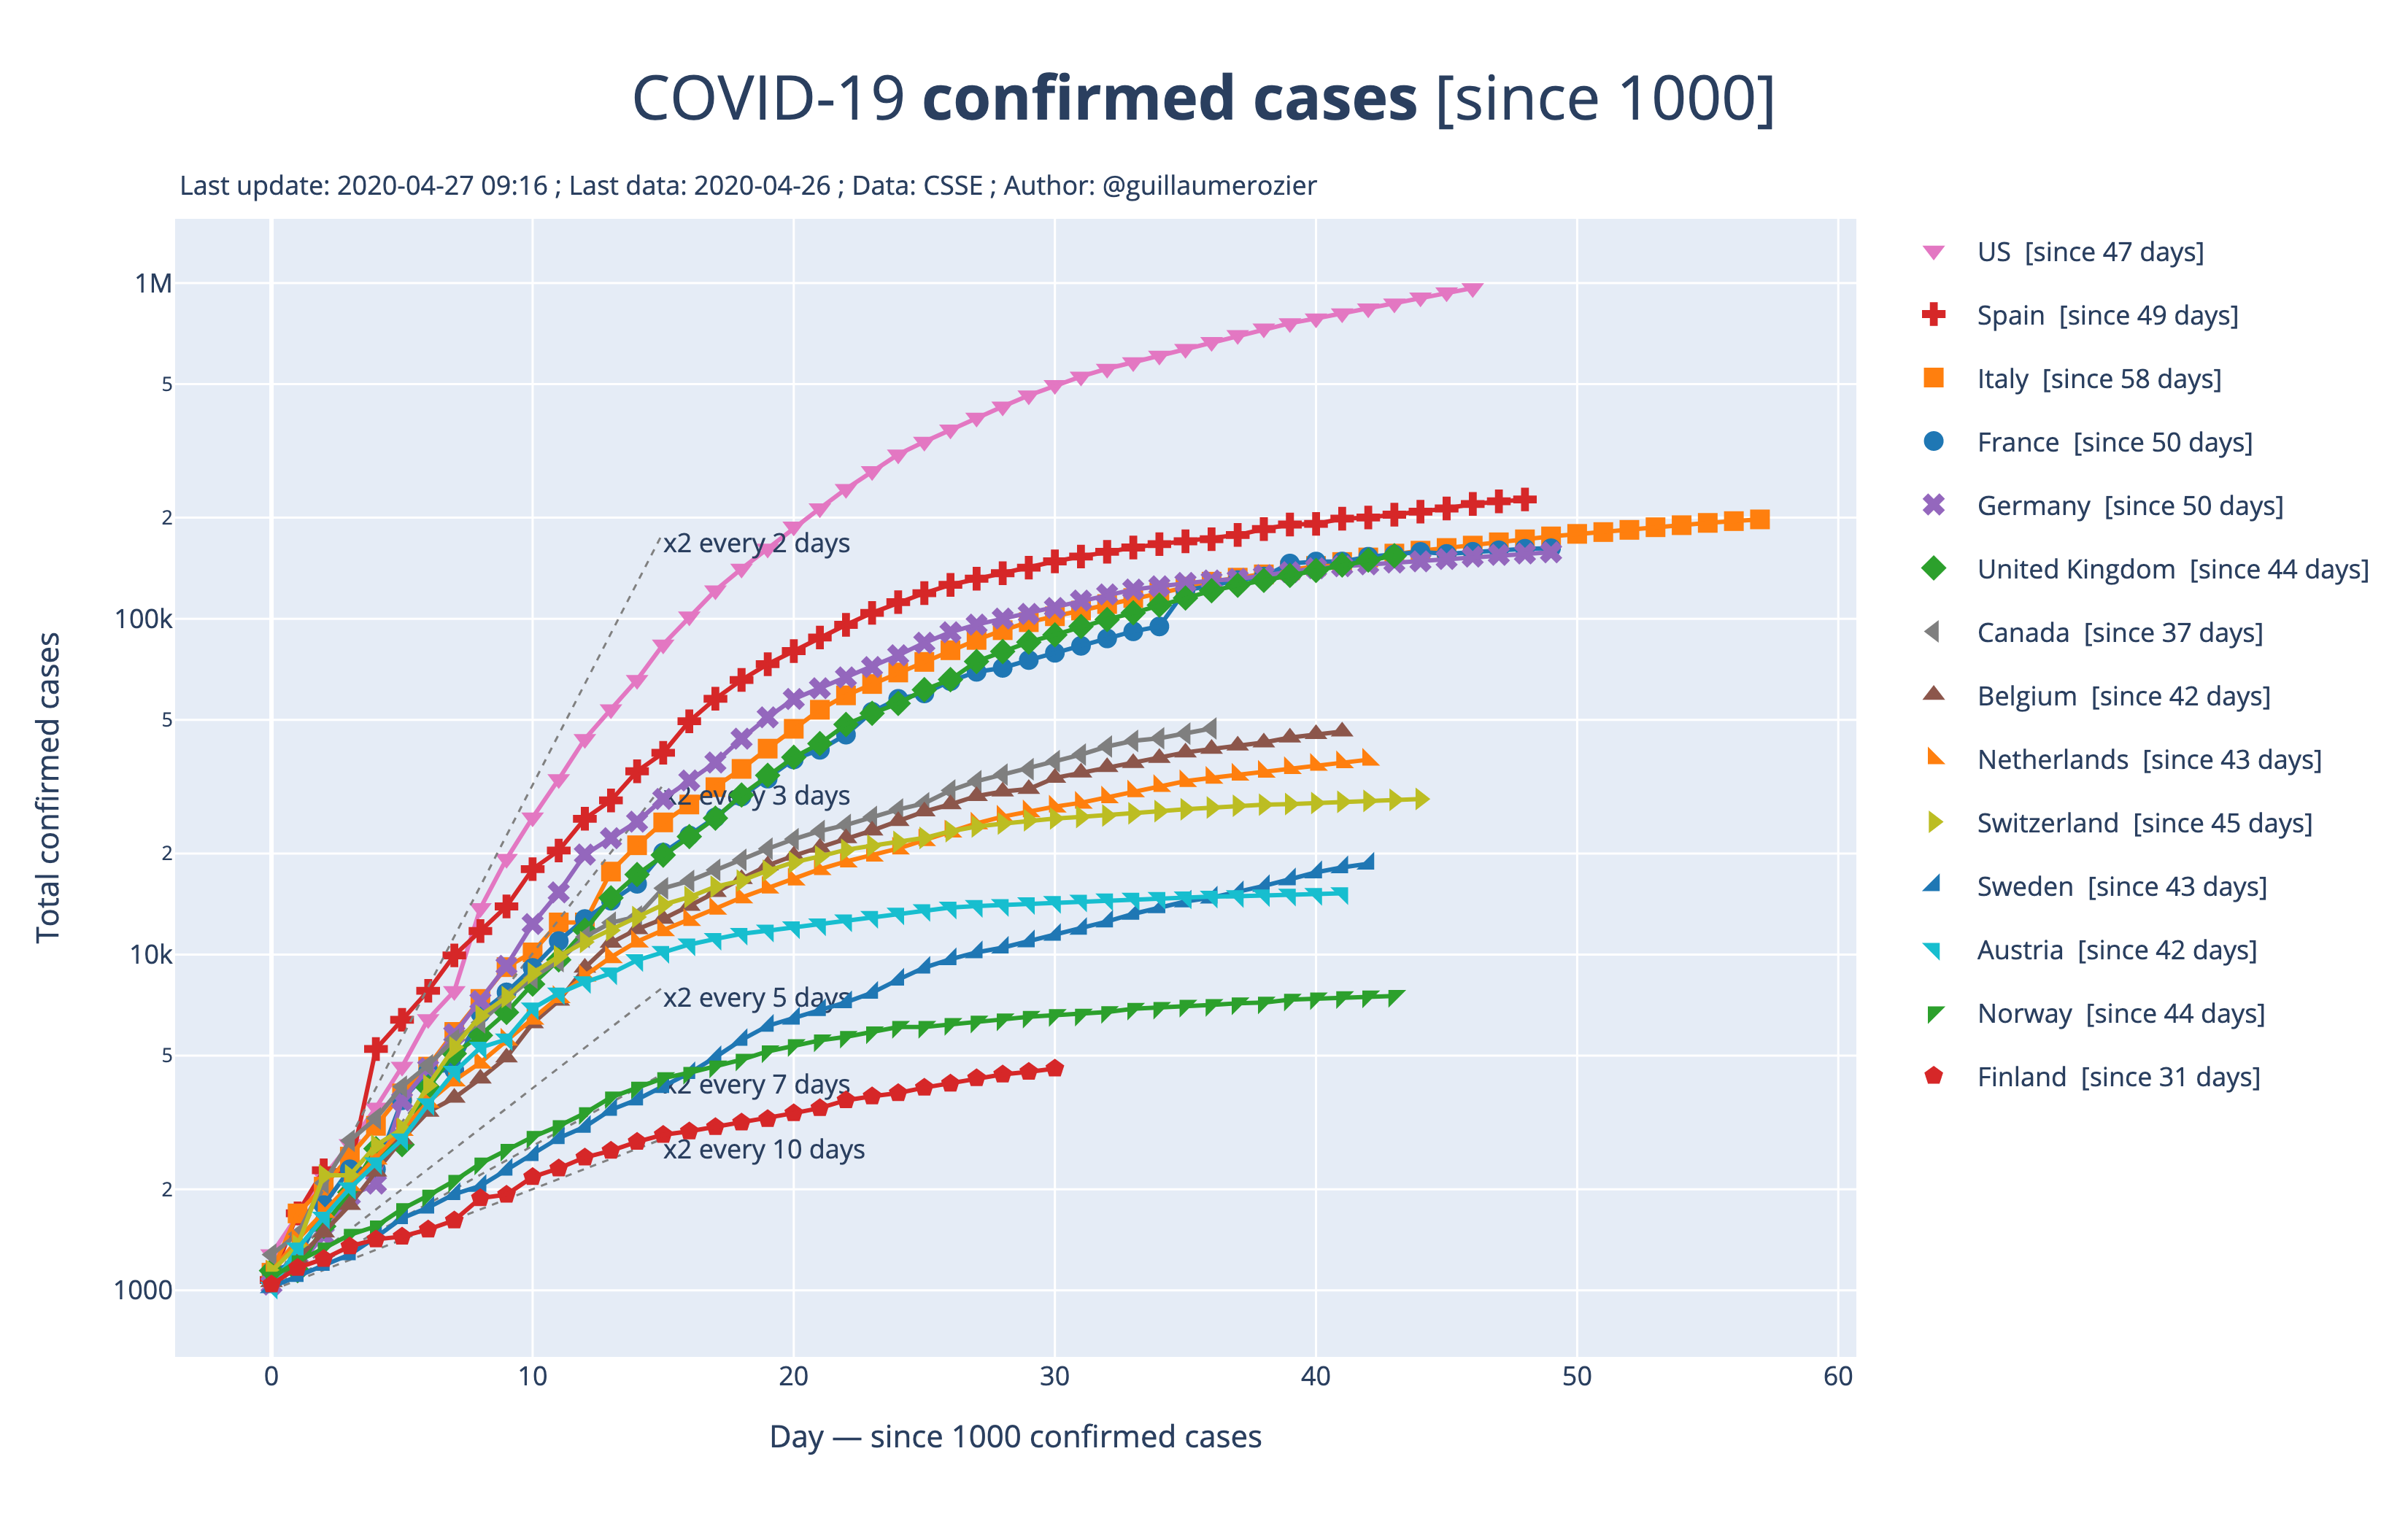 COVID-19 confirmed cases [since 1000]
Last update: 2020-04-27 09:16 ; Last data: 2020-04-26 ; Data: CSSE ; Author: @guillaumerozier
1M
5
2
100k
5
2
10k
5
2
1000
Total confirmed cases
x2 every 2 days
x2 every 3 days
x2 every 5 days
x2 every 7 days
x2 every 10 days
0 10 20 30 40 50 60
Day — since 1000 confirmed cases
US [since 47 days]
Spain [since 49 days]
Italy [since 58 days]
France [since 50 days]
Germany [since 50 days]
United Kingdom [since 44 days]
Canada [since 37 days]
Belgium [since 42 days]
Netherlands [since 43 days]
Switzerland [since 45 days]
Sweden [since 43 days]
Austria [since 42 days]
Norway [since 44 days]
Finland [since 31 days]